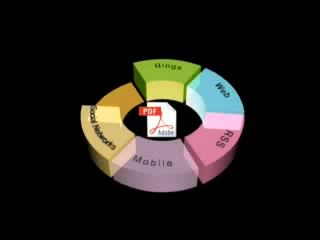 Blogs
Web
RSS
Mobile
Social Networks
PDF
Adobe